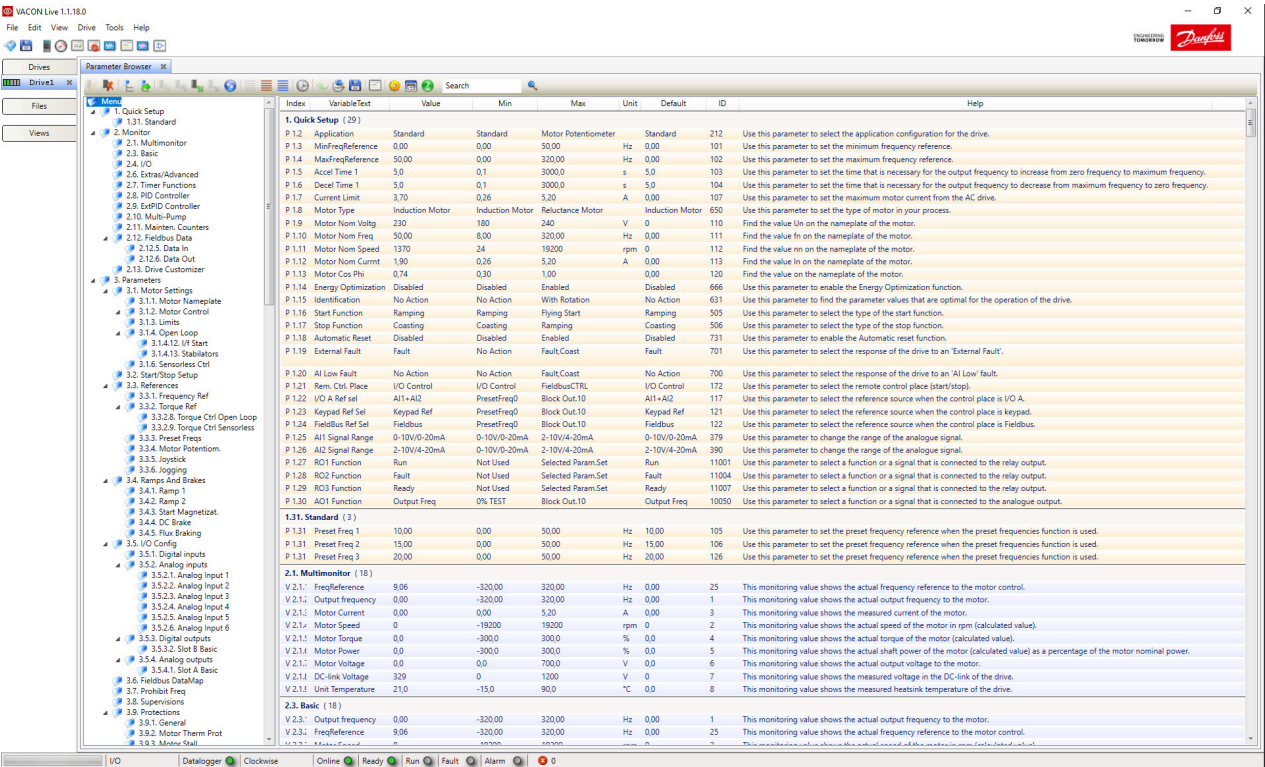 VACON Live 1.1.18.0
File Edit View Drive Tools Help
ENGINEERING TOMORROW Danfoss
Drives
Drive1
Files
Views
Parameter Browser
Search
Menu
1. Quick Setup
1.31. Standard
2. Monitor
2.1. Multimonitor
2.3. Basic
2.4. I/O
2.6. Extras/Advanced
2.7. Timer Functions
2.8. PID Controller
2.9. ExtPID Controller
2.10. Multi-Pump
2.11. Mainten. Counters
2.12. Fieldbus Data
2.12.5. Data In
2.12.6. Data Out
2.13. Drive Customizer
3. Parameters
3.1. Motor Settings
3.1.1. Motor Nameplate
3.1.2. Motor Control
3.1.3. Limits
3.1.4. Open Loop
3.1.4.12. I/f Start
3.1.4.13. Stabilators
3.1.6. Sensorless Ctrl
3.2. Start/Stop Setup
3.3. References
3.3.1. Frequency Ref
3.3.2. Torque Ref
3.3.2.8. Torque Ctrl Open Loop
3.3.2.9. Torque Ctrl Sensorless
3.3.3. Preset Freqs
3.3.4. Motor Potentiom.
3.3.5. Joystick
3.3.6. Jogging
3.4. Ramps And Brakes
3.4.1. Ramp 1
3.4.2. Ramp 2
3.4.3. Start Magnetizat.
3.4.4. DC Brake
3.4.5. Flux Braking
3.5. I/O Config
3.5.1. Digital inputs
3.5.2. Analog inputs
3.5.2.1. Analog Input 1
3.5.2.2. Analog Input 2
3.5.2.3. Analog Input 3
3.5.2.4. Analog Input 4
3.5.2.5. Analog Input 5
3.5.2.6. Analog Input 6
3.5.3. Digital outputs
3.5.3.2. Slot B Basic
3.5.4. Analog outputs
3.5.4.1. Slot A Basic
3.6. Fieldbus DataMap
3.7. Prohibit Freq
3.8. Supervisions
3.9. Protections
3.9.1. General
3.9.2. Motor Therm Prot
3.9.3. Motor Stall
Index VariableText Value Min Max Unit Default ID Help
1. Quick Setup (29)
P 1.2 Application Standard Standard Motor Potentiometer Standard 212 Use this parameter to select the application configuration for the drive.
P 1.3 MinFreqReference 0,00 0,00 50,00 Hz 0,00 101 Use this parameter to set the minimum frequency reference.
P 1.4 MaxFreqReference 50,00 0,00 320,00 Hz 0,00 102 Use this parameter to set the maximum frequency reference.
P 1.5 Accel Time 1 5,0 0,1 3000,0 s 5,0 103 Use this parameter to set the time that is necessary for the output frequency to increase from zero frequency to maximum frequency.
P 1.6 Decel Time 1 5,0 0,1 3000,0 s 5,0 104 Use this parameter to set the time that is necessary for the output frequency to decrease from maximum frequency to zero frequency.
P 1.7 Current Limit 3,70 0,26 5,20 A 0,00 107 Use this parameter to set the maximum motor current from the AC drive.
P 1.8 Motor Type Induction Motor Induction Motor Reluctance Motor Induction Motor 650 Use this parameter to set the type of motor in your process.
P 1.9 Motor Nom Voltg 230 180 240 V 0 110 Find the value Un on the nameplate of the motor.
P 1.10 Motor Nom Freq 50,00 8,00 320,00 Hz 0,00 111 Find the value fn on the nameplate of the motor.
P 1.11 Motor Nom Speed 1370 24 19200 rpm 0 112 Find the value nn on the nameplate of the motor.
P 1.12 Motor Nom Currnt 1,90 0,26 5,20 A 0,00 113 Find the value In on the nameplate of the motor.
P 1.13 Motor Cos Phi 0,74 0,30 1,00 0,00 120 Find the value on the nameplate of the motor.
P 1.14 Energy Optimization Disabled Disabled Enabled Disabled 666 Use this parameter to enable the Energy Optimization function.
P 1.15 Identification No Action No Action With Rotation No Action 631 Use this parameter to find the parameter values that are optimal for the operation of the drive.
P 1.16 Start Function Ramping Ramping Flying Start Ramping 505 Use this parameter to select the type of the start function.
P 1.17 Stop Function Coasting Coasting Ramping Coasting 506 Use this parameter to select the type of the stop function.
P 1.18 Automatic Reset Disabled Disabled Enabled Disabled 731 Use this parameter to enable the Automatic reset function.
P 1.19 External Fault Fault No Action Fault,Coast Fault 701 Use this parameter to select the response of the drive to an 'External Fault'.
P 1.20 AI Low Fault No Action No Action Fault,Coast No Action 700 Use this parameter to select the response of the drive to an 'AI Low' fault.
P 1.21 Rem. Ctrl. Place I/O Control I/O Control FieldbusCTRL I/O Control 172 Use this parameter to select the remote control place (start/stop).
P 1.22 I/O A Ref sel AI1+AI2 PresetFreq0 Block Out.10 AI1+AI2 117 Use this parameter to select the reference source when the control place is I/O A.
P 1.23 Keypad Ref Sel Keypad Ref PresetFreq0 Block Out.10 Keypad Ref 121 Use this parameter to select the reference source when the control place is keypad.
P 1.24 FieldBus Ref Sel Fieldbus PresetFreq0 Block Out.10 Fieldbus 122 Use this parameter to select the reference source when the control place is Fieldbus.
P 1.25 AI1 Signal Range 0-10V/0-20mA 0-10V/0-20mA 2-10V/4-20mA 0-10V/0-20mA 379 Use this parameter to change the range of the analogue signal.
P 1.26 AI2 Signal Range 2-10V/4-20mA 0-10V/0-20mA 2-10V/4-20mA 2-10V/4-20mA 390 Use this parameter to change the range of the analogue signal.
P 1.27 RO1 Function Run Not Used Selected Param.Set Run 11001 Use this parameter to select a function or a signal that is connected to the relay output.
P 1.28 RO2 Function Fault Not Used Selected Param.Set Fault 11004 Use this parameter to select a function or a signal that is connected to the relay output.
P 1.29 RO3 Function Ready Not Used Selected Param.Set Ready 11007 Use this parameter to select a function or a signal that is connected to the relay output.
P 1.30 AO1 Function Output Freq 0% TEST Block Out.10 Output Freq 10050 Use this parameter to select a function or a signal that is connected to the analogue output.
1.31. Standard (3)
P 1.31 Preset Freq 1 10,00 0,00 50,00 Hz 10,00 105 Use this parameter to set the preset frequency reference when the preset frequencies function is used.
P 1.31 Preset Freq 2 15,00 0,00 50,00 Hz 15,00 106 Use this parameter to set the preset frequency reference when the preset frequencies function is used.
P 1.31 Preset Freq 3 20,00 0,00 50,00 Hz 20,00 126 Use this parameter to set the preset frequency reference when the preset frequencies function is used.
2.1. Multimonitor (18)
V 2.1. FreqReference 9,06 -320,00 320,00 Hz 0,00 25 This monitoring value shows the actual frequency reference to the motor control.
V 2.1. Output frequency 0,00 -320,00 320,00 Hz 0,00 1 This monitoring value shows the actual output frequency to the motor.
V 2.1. Motor Current 0,00 0,00 5,20 A 0,00 3 This monitoring value shows the measured current of the motor.
V 2.1. Motor Speed 0 -19200 19200 rpm 0 2 This monitoring value shows the actual speed of the motor in rpm (calculated value).
V 2.1. Motor Torque 0,0 -300,0 300,0 % 0,0 4 This monitoring value shows the actual torque of the motor (calculated value).
V 2.1. Motor Power 0,0 -300,0 300,0 % 0,0 5 This monitoring value shows the actual shaft power of the motor (calculated value) as a percentage of the motor nominal power.
V 2.1. Motor Voltage 0,0 0,0 700,0 V 0,0 6 This monitoring value shows the actual output voltage to the motor.
V 2.1. DC-link Voltage 329 0 1200 V 0 7 This monitoring value shows the measured voltage in the DC-link of the drive.
V 2.1. Unit Temperature 21,0 -15,0 90,0 °C 0,0 8 This monitoring value shows the measured heatsink temperature of the drive.
2.3. Basic (18)
V 2.3. Output frequency 0,00 -320,00 320,00 Hz 0,00 1 This monitoring value shows the actual output frequency to the motor.
V 2.3. FreqReference 9,06 -320,00 320,00 Hz 0,00 25 This monitoring value shows the actual frequency reference to the motor control.
I/O Datalogger Clockwise Online Ready Run Fault Alarm 0